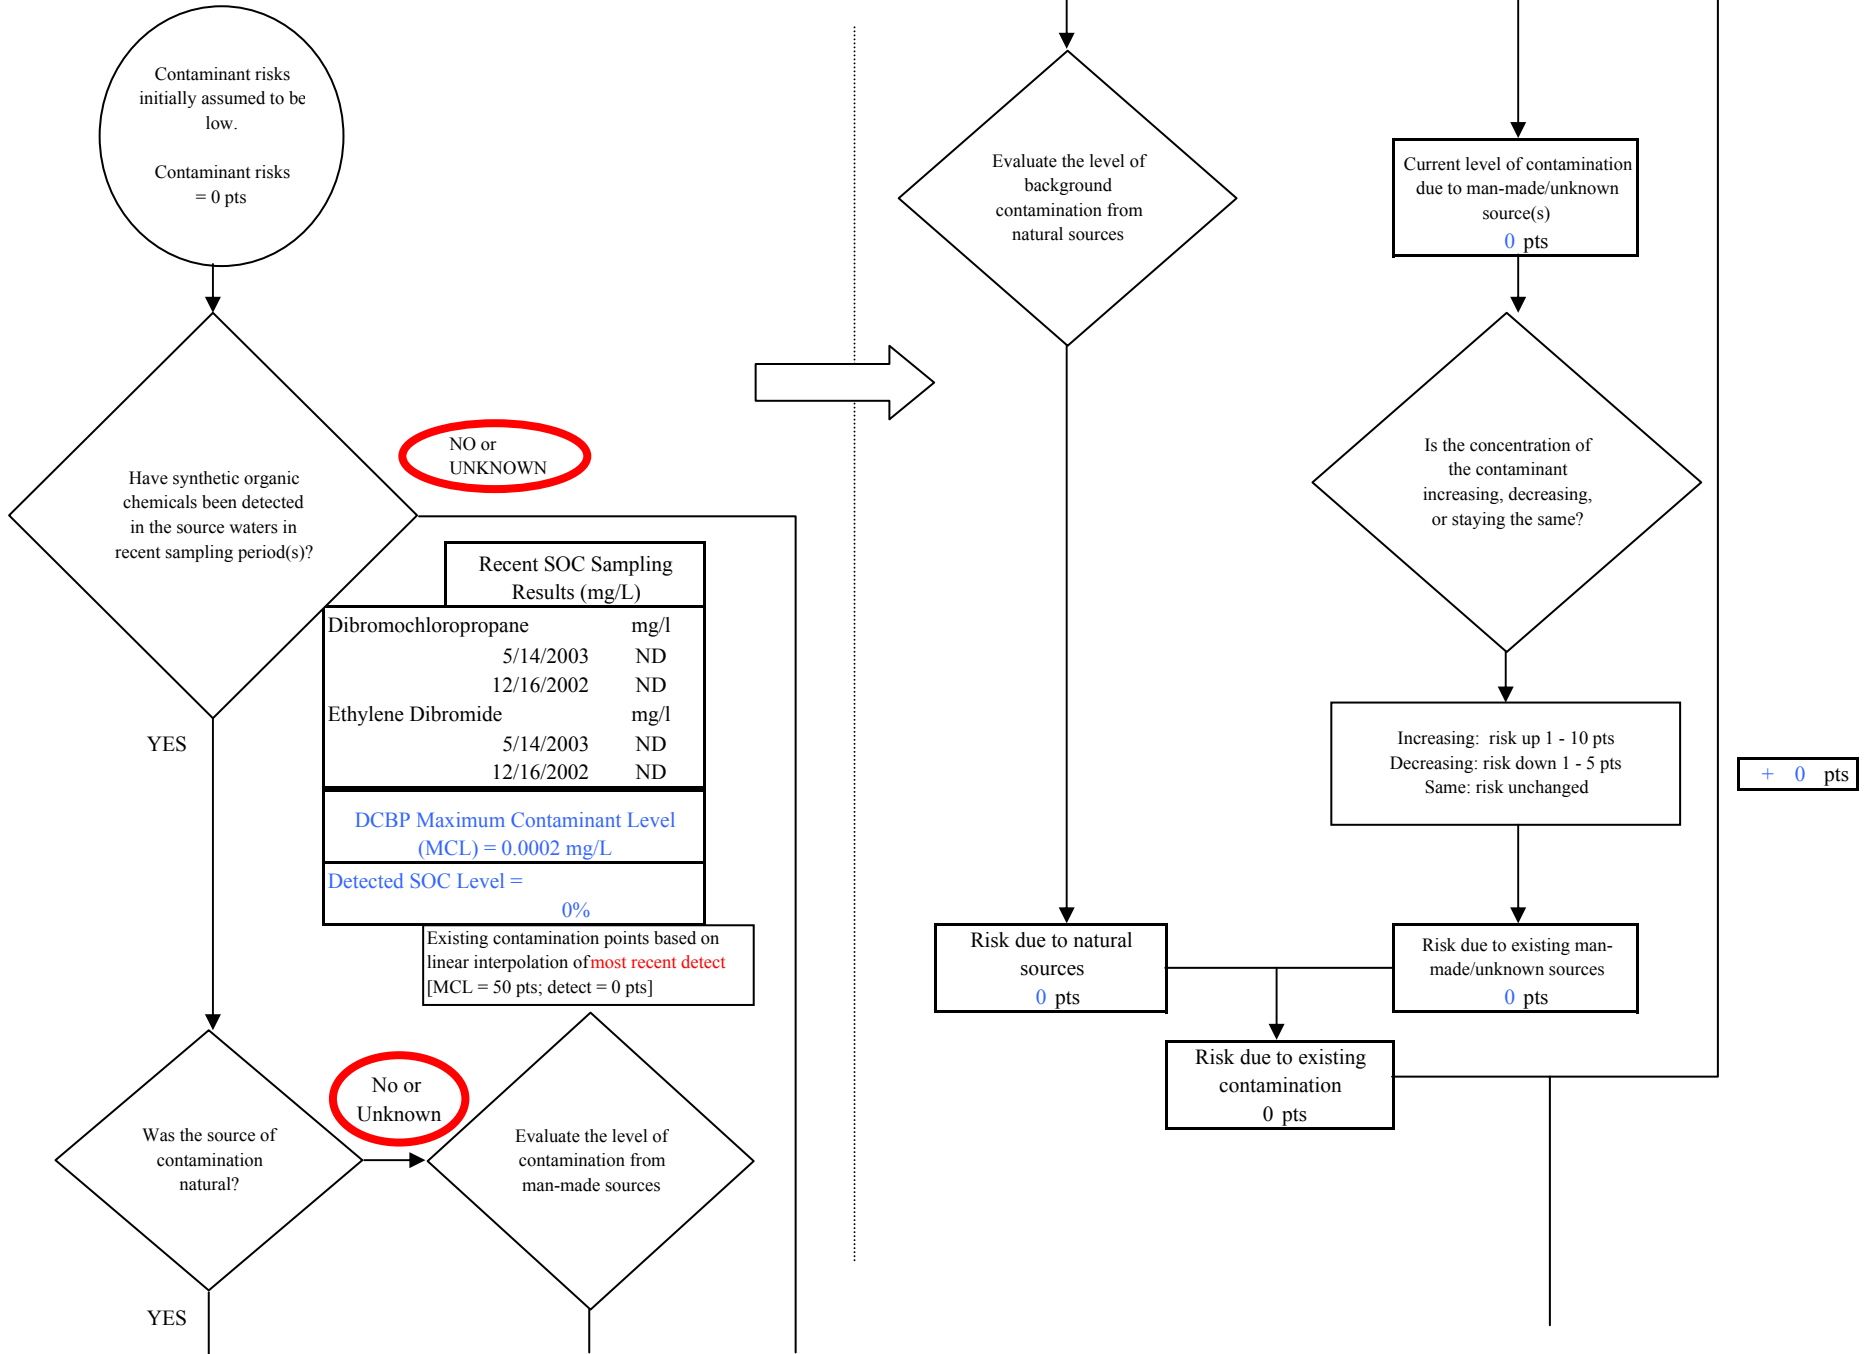 Contaminant risks
initially assumed to be
low.
Contaminant risks
= 0 pts
Have synthetic organic
chemicals been detected
in the source waters in
recent sampling period(s)?
NO or
UNKNOWN
YES
Recent SOC Sampling
Results (mg/L)
Dibromochloropropane mg/l
5/14/2003 ND
12/16/2002 ND
Ethylene Dibromide mg/l
5/14/2003 ND
12/16/2002 ND
DCBP Maximum Contaminant Level
(MCL) = 0.0002 mg/L
Detected SOC Level =
0%
Existing contamination points based on
linear interpolation of most recent detect
[MCL = 50 pts; detect = 0 pts]
Was the source of
contamination
natural?
No or
Unknown
YES
Evaluate the level of
contamination from
man-made sources
Evaluate the level of
background
contamination from
natural sources
Current level of contamination
due to man-made/unknown
source(s)
0 pts
Is the concentration of
the contaminant
increasing, decreasing,
or staying the same?
Increasing: risk up 1 - 10 pts
Decreasing: risk down 1 - 5 pts
Same: risk unchanged
+ 0 pts
Risk due to natural
sources
0 pts
Risk due to existing man-
made/unknown sources
0 pts
Risk due to existing
contamination
0 pts